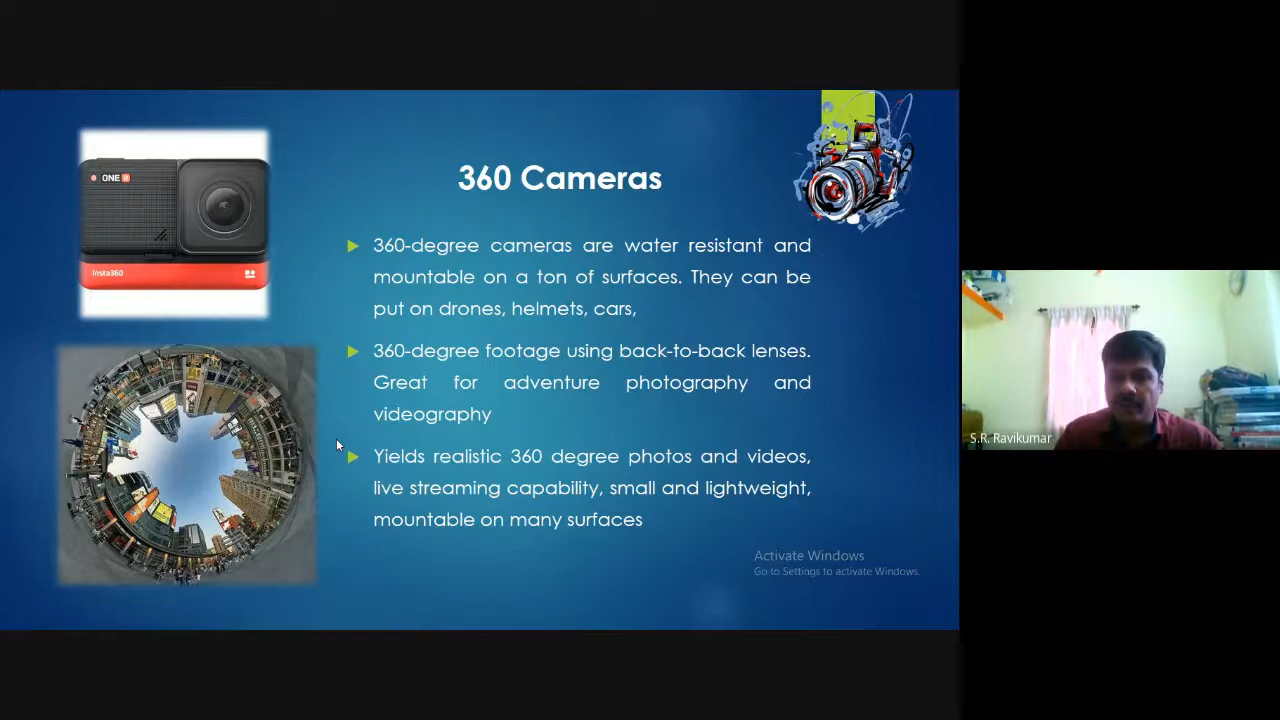 ONE R
Insta360
360 Cameras
360-degree cameras are water resistant and
mountable on a ton of surfaces. They can be
put on drones, helmets, cars,
360-degree footage using back-to-back lenses.
Great for adventure photography and
videography
Yields realistic 360 degree photos and videos,
live streaming capability, small and lightweight,
mountable on many surfaces
Activate Windows
Go to Settings to activate Windows.
S.R. Ravikumar